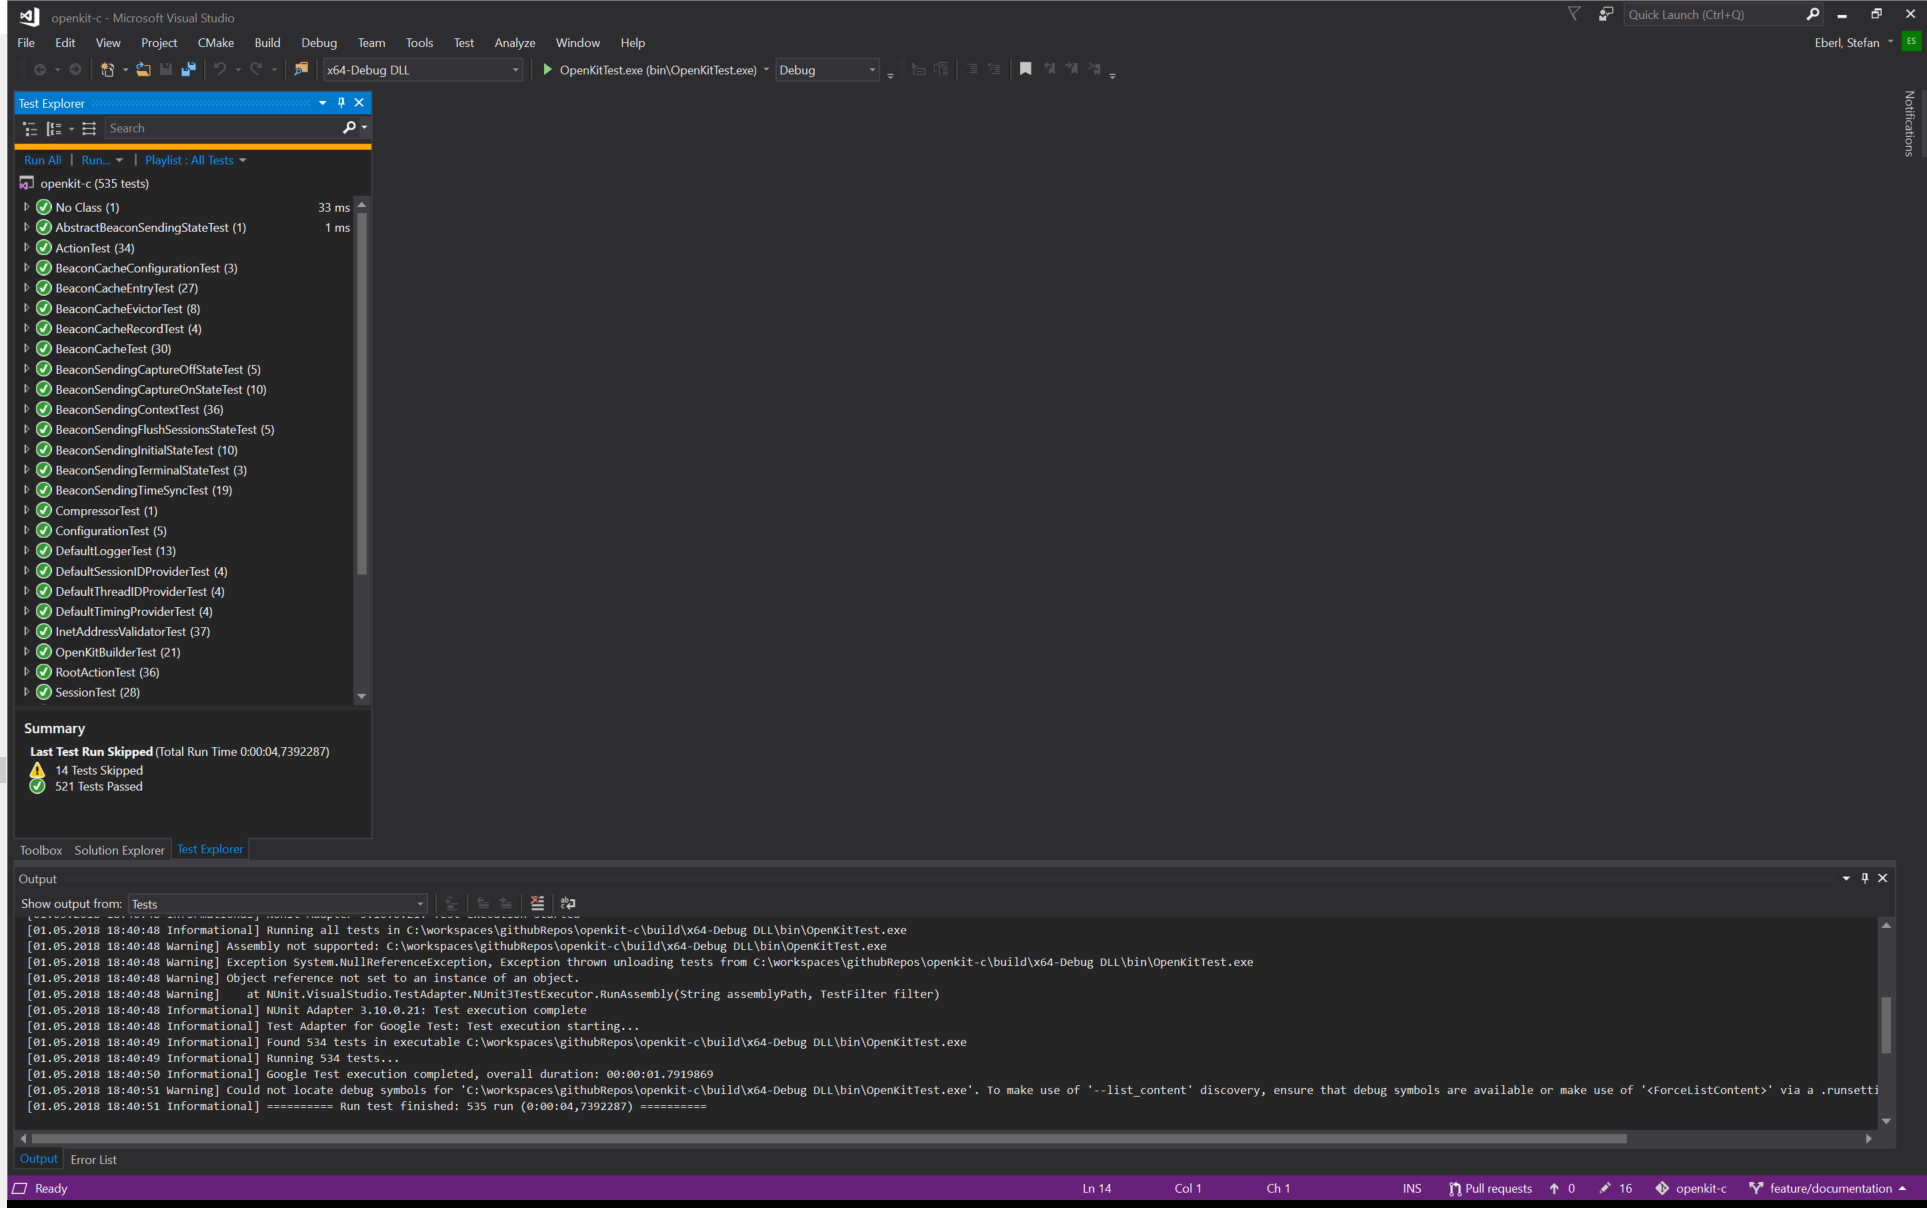 openkit-c - Microsoft Visual Studio
Quick Launch (Ctrl+Q)
File Edit View Project CMake Build Debug Team Tools Test Analyze Window Help
Eberl, Stefan ES
x64-Debug DLL OpenKitTest.exe (bin\OpenKitTest.exe) Debug
Notifications
Test Explorer
Search
Run All | Run... | Playlist : All Tests
openkit-c (535 tests)
No Class (1) 33 ms
AbstractBeaconSendingStateTest (1) 1 ms
ActionTest (34)
BeaconCacheConfigurationTest (3)
BeaconCacheEntryTest (27)
BeaconCacheEvictorTest (8)
BeaconCacheRecordTest (4)
BeaconCacheTest (30)
BeaconSendingCaptureOffStateTest (5)
BeaconSendingCaptureOnStateTest (10)
BeaconSendingContextTest (36)
BeaconSendingFlushSessionsStateTest (5)
BeaconSendingInitialStateTest (10)
BeaconSendingTerminalStateTest (3)
BeaconSendingTimeSyncTest (19)
CompressorTest (1)
ConfigurationTest (5)
DefaultLoggerTest (13)
DefaultSessionIDProviderTest (4)
DefaultThreadIDProviderTest (4)
DefaultTimingProviderTest (4)
InetAddressValidatorTest (37)
OpenKitBuilderTest (21)
RootActionTest (36)
SessionTest (28)
Summary
Last Test Run Skipped (Total Run Time 0:00:04,7392287)
14 Tests Skipped
521 Tests Passed
Toolbox Solution Explorer Test Explorer
Output
Show output from: Tests
[01.05.2018 18:40:48 Informational] NUnit Adapter 3.10.0.21: Test execution started
[01.05.2018 18:40:48 Informational] Running all tests in C:\workspaces\githubRepos\openkit-c\build\x64-Debug DLL\bin\OpenKitTest.exe
[01.05.2018 18:40:48 Warning] Assembly not supported: C:\workspaces\githubRepos\openkit-c\build\x64-Debug DLL\bin\OpenKitTest.exe
[01.05.2018 18:40:48 Warning] Exception System.NullReferenceException, Exception thrown unloading tests from C:\workspaces\githubRepos\openkit-c\build\x64-Debug DLL\bin\OpenKitTest.exe
[01.05.2018 18:40:48 Warning] Object reference not set to an instance of an object.
[01.05.2018 18:40:48 Warning] at NUnit.VisualStudio.TestAdapter.NUnit3TestExecutor.RunAssembly(String assemblyPath, TestFilter filter)
[01.05.2018 18:40:48 Informational] NUnit Adapter 3.10.0.21: Test execution complete
[01.05.2018 18:40:48 Informational] Test Adapter for Google Test: Test execution starting...
[01.05.2018 18:40:49 Informational] Found 534 tests in executable C:\workspaces\githubRepos\openkit-c\build\x64-Debug DLL\bin\OpenKitTest.exe
[01.05.2018 18:40:49 Informational] Running 534 tests...
[01.05.2018 18:40:50 Informational] Google Test execution completed, overall duration: 00:00:01.7919869
[01.05.2018 18:40:51 Warning] Could not locate debug symbols for 'C:\workspaces\githubRepos\openkit-c\build\x64-Debug DLL\bin\OpenKitTest.exe'. To make use of '--list_content' discovery, ensure that debug symbols are available or make use of '<ForceListContent>' via a .runsetti
[01.05.2018 18:40:51 Informational] ========== Run test finished: 535 run (0:00:04,7392287) ==========
Output Error List
Ready Ln 14 Col 1 Ch 1 INS Pull requests 0 16 openkit-c feature/documentation